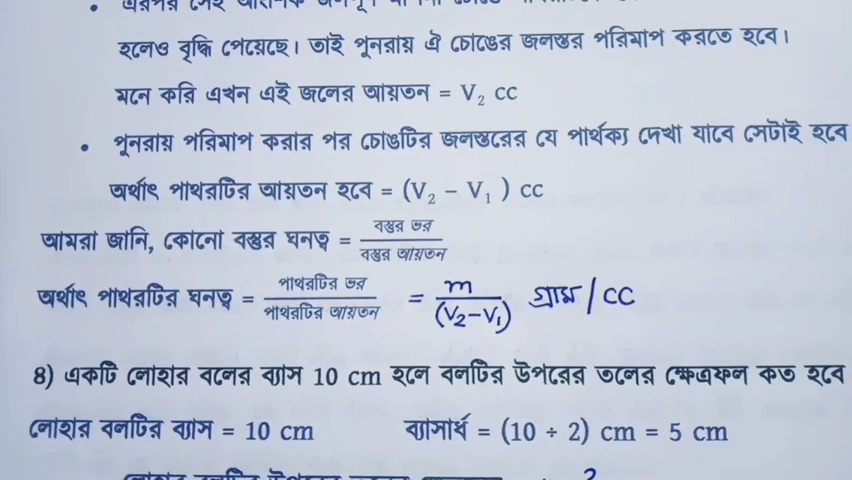 হলেও বৃদ্ধি পেয়েছে। তাই পুনরায় ঐ চোঙের জলস্তর পরিমাপ করতে হবে।
মনে করি এখন এই জলের আয়তন = V₂ cc
• পুনরায় পরিমাপ করার পর চোঙটির জলস্তরের যে পার্থক্য দেখা যাবে সেটাই হবে
অর্থাৎ পাথরটির আয়তন হবে = (V₂ – V₁ ) cc
আমরা জানি, কোনো বস্তুর ঘনত্ব = বস্তুর ভর / বস্তুর আয়তন
অর্থাৎ পাথরটির ঘনত্ব = পাথরটির ভর / পাথরটির আয়তন = m / (V₂–V₁) গ্রাম/CC
8) একটি লোহার বলের ব্যাস 10 cm হলে বলটির উপরের তলের ক্ষেত্রফল কত হবে
লোহার বলটির ব্যাস = 10 cm ব্যাসার্ধ = (10 ÷ 2) cm = 5 cm